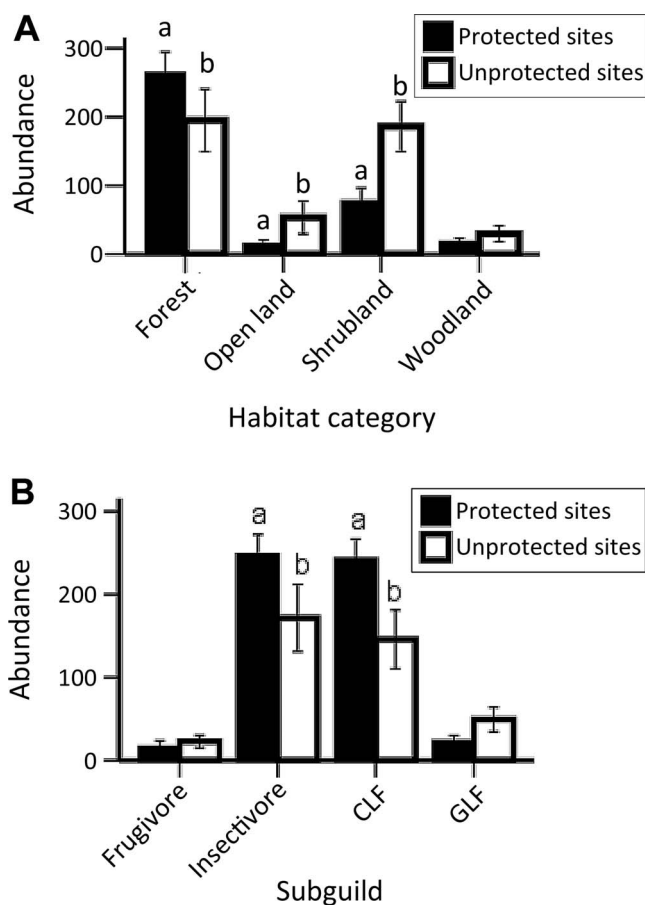 A
Protected sites
Unprotected sites
Abundance
300
200
100
0
a
b
a
b
a
b
Forest
Open land
Shrubland
Woodland
Habitat category
B
Protected sites
Unprotected sites
Abundance
300
200
100
0
a
b
a
b
Frugivore
Insectivore
CLF
GLF
Subguild